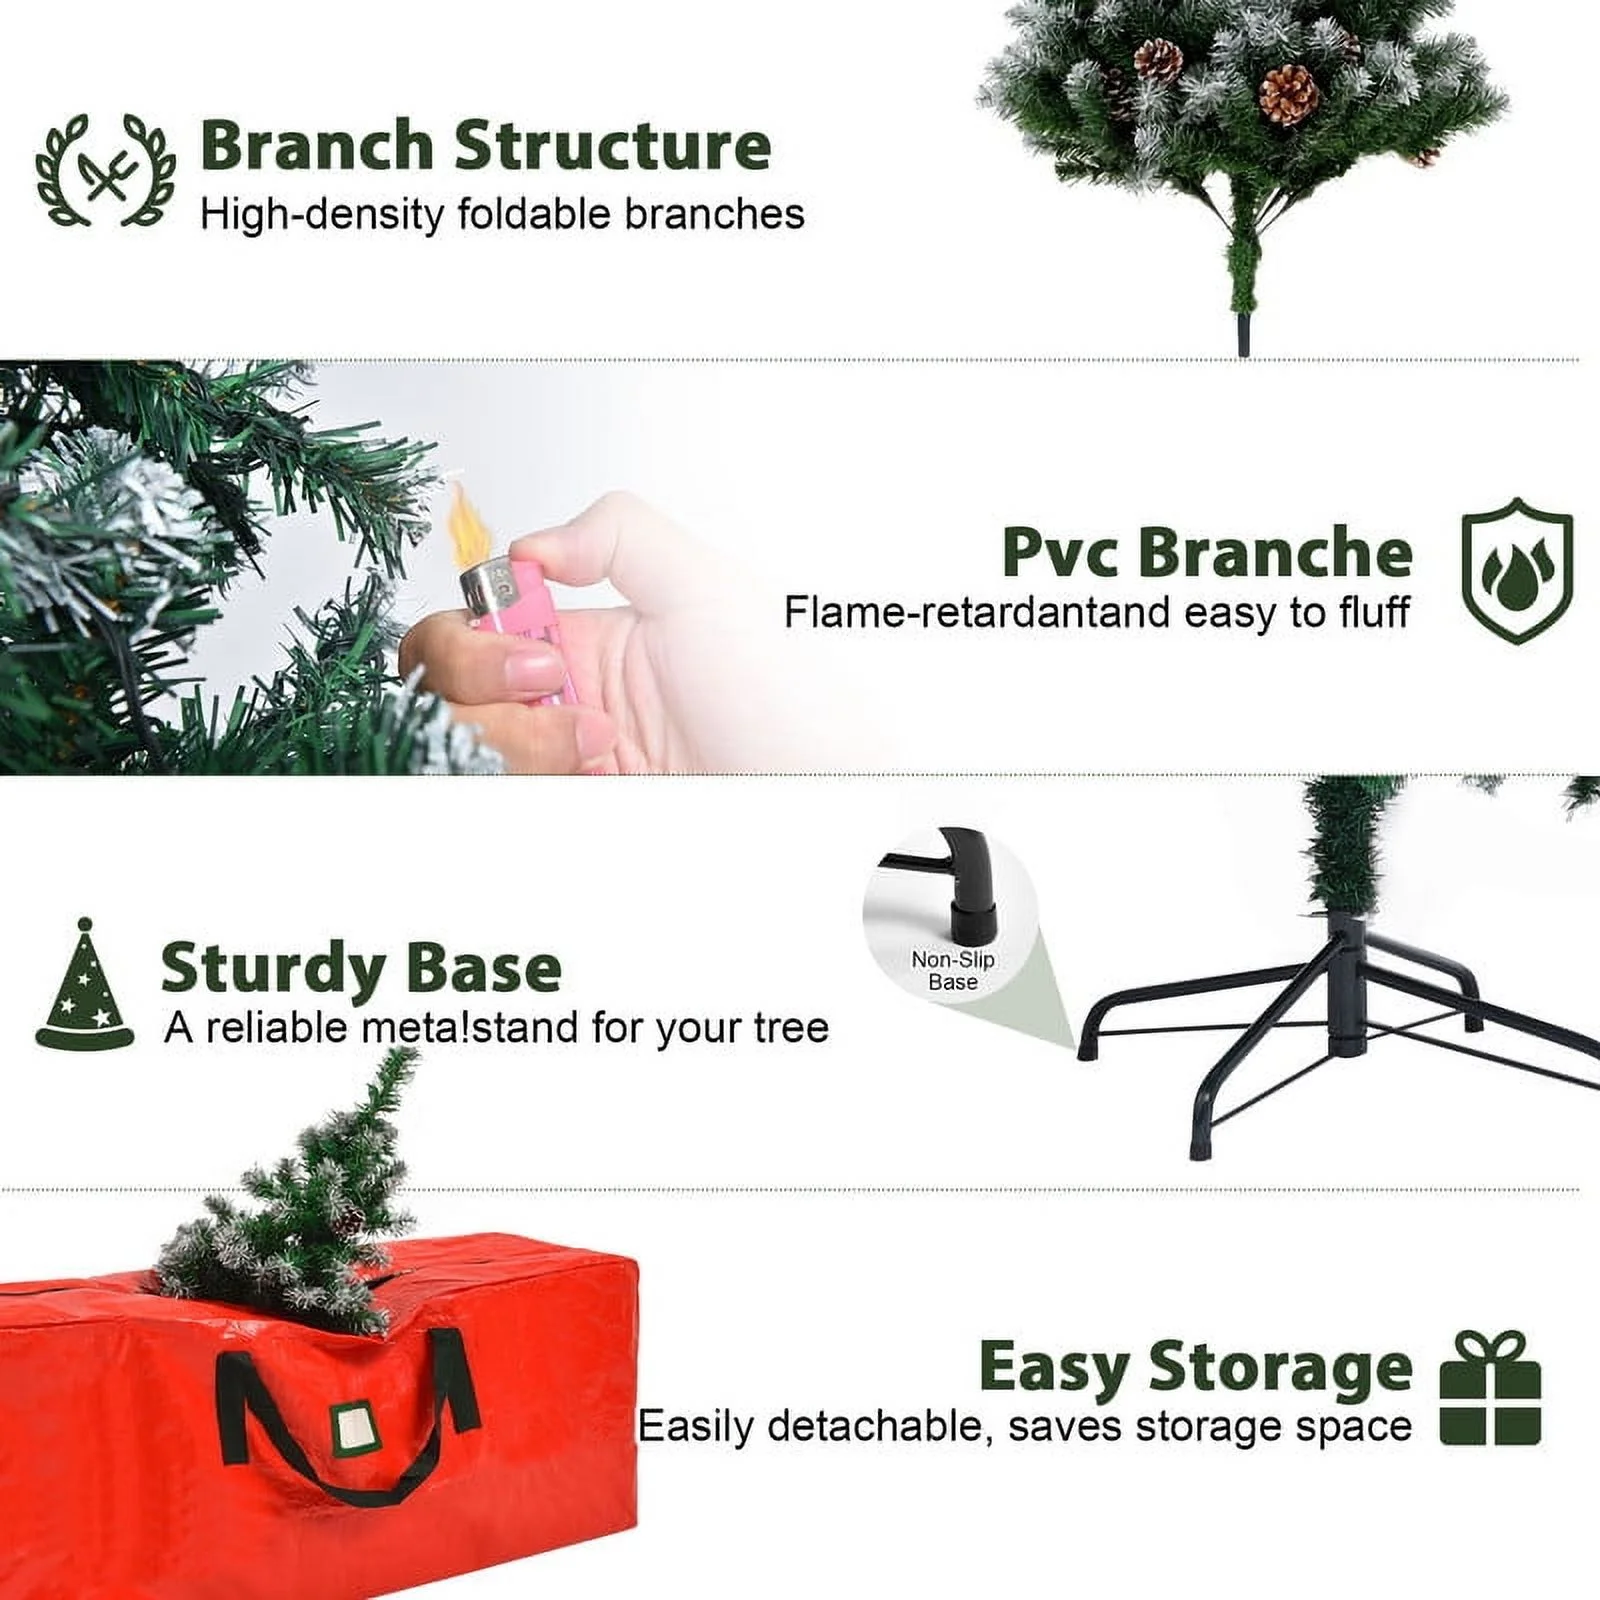 Branch Structure
High-density foldable branches
Pvc Branche
Flame-retardantand easy to fluff
Non-Slip
Base
Sturdy Base
A reliable meta!stand for your tree
Easy Storage
Easily detachable, saves storage space